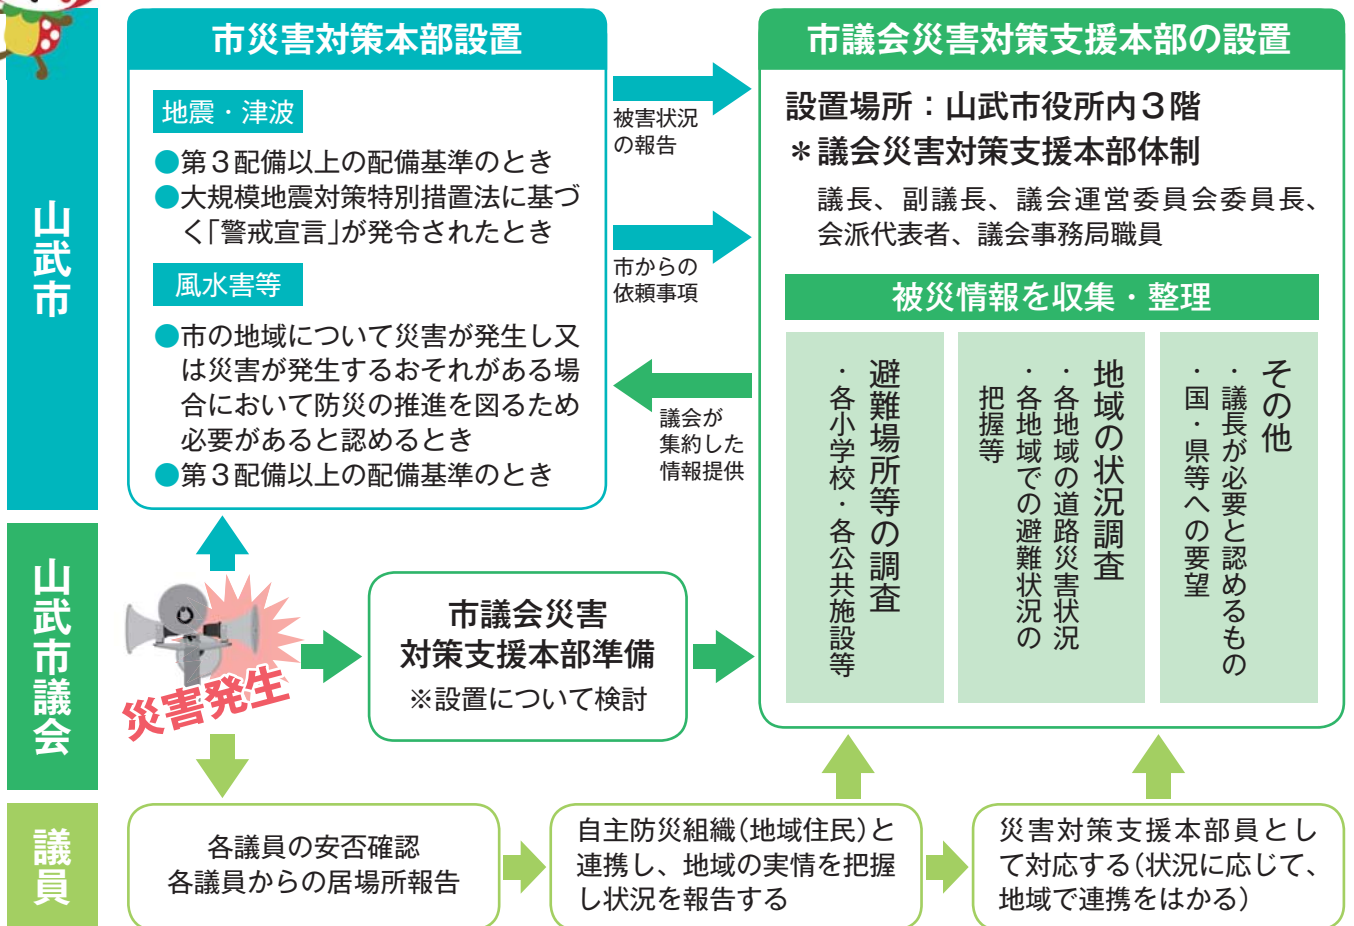 山武市
市災害対策本部設置
地震・津波
●第３配備以上の配備基準のとき
●大規模地震対策特別措置法に基づ
く「警戒宣言」が発令されたとき
風水害等
●市の地域について災害が発生し又
は災害が発生するおそれがある場
合において防災の推進を図るため
必要があると認めるとき
●第３配備以上の配備基準のとき
被害状況
の報告
市からの
依頼事項
議会が
集約した
情報提供
市議会災害対策支援本部の設置
設置場所：山武市役所内３階
＊議会災害対策支援本部体制
議長、副議長、議会運営委員会委員長、
会派代表者、議会事務局職員
被災情報を収集・整理
避難場所等の調査
・各小学校・各公共施設等
地域の状況調査
・各地域の道路災害状況
・各地域での避難状況の
把握等
その他
・議長が必要と認めるもの
・国・県等への要望
山武市議会
災害発生
市議会災害
対策支援本部準備
※設置について検討
議員
各議員の安否確認
各議員からの居場所報告
自主防災組織（地域住民）と
連携し、地域の実情を把握
し状況を報告する
災害対策支援本部員とし
て対応する（状況に応じて、
地域で連携をはかる）